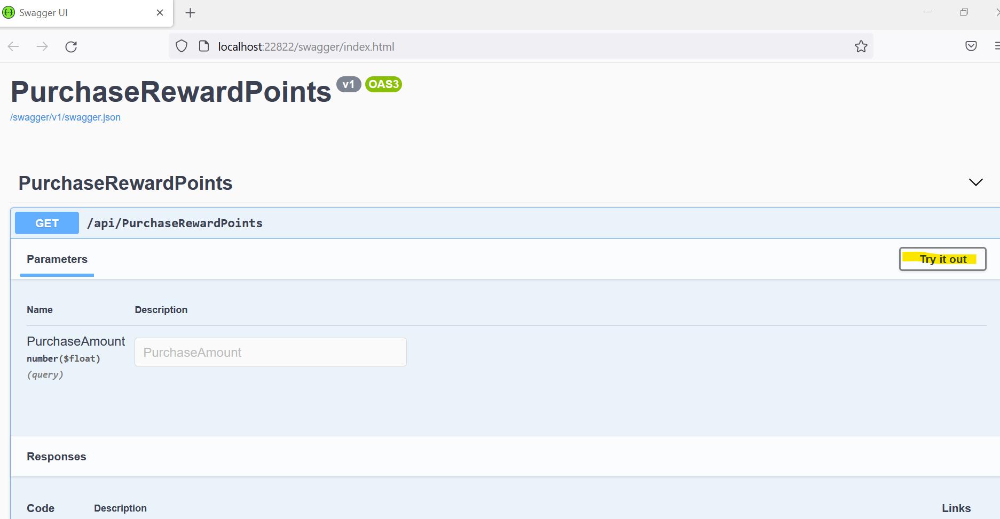 Swagger UI
localhost:22822/swagger/index.html
PurchaseRewardPoints v1 OAS3
/swagger/v1/swagger.json
PurchaseRewardPoints
GET /api/PurchaseRewardPoints
Parameters Try it out
Name Description
PurchaseAmount
number($float)
(query)
PurchaseAmount
Responses
Code Description Links